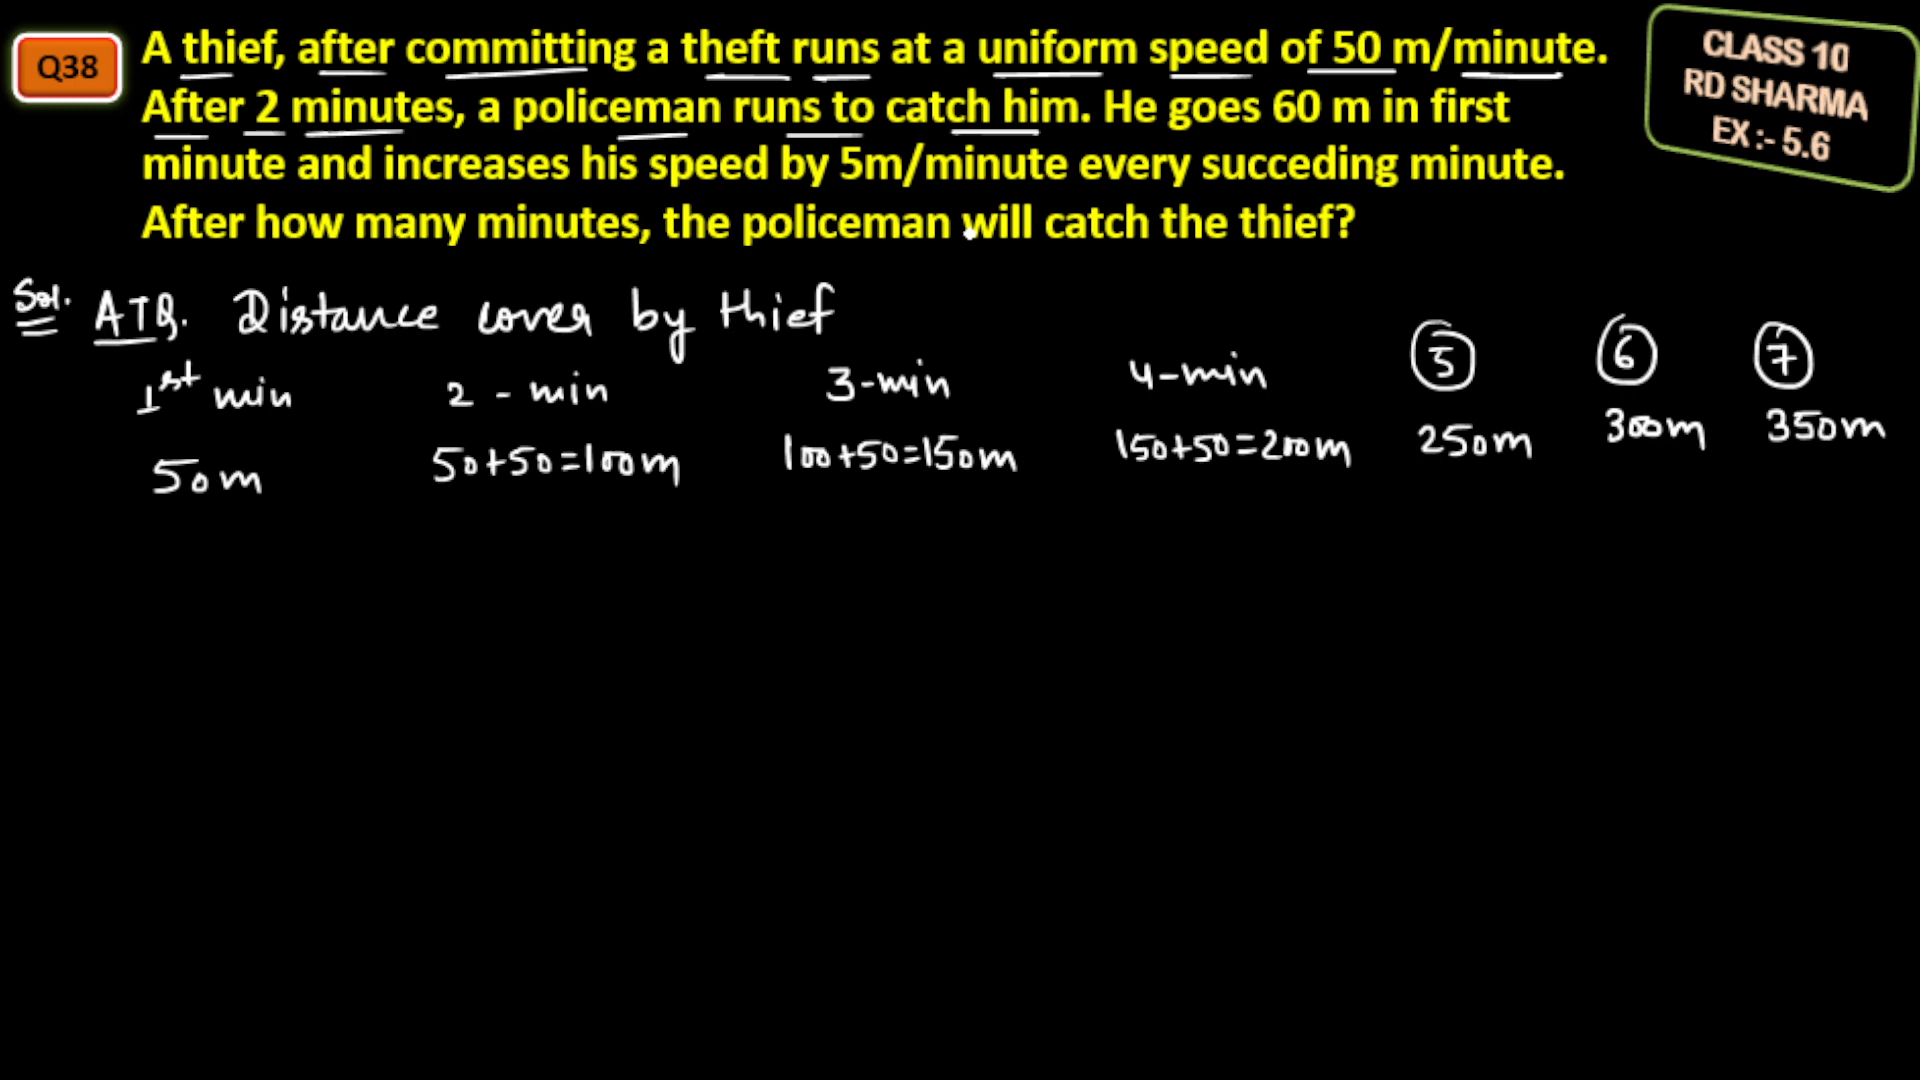 Q38
A thief, after committing a theft runs at a uniform speed of 50 m/minute.
After 2 minutes, a policeman runs to catch him. He goes 60 m in first
minute and increases his speed by 5m/minute every succeding minute.
After how many minutes, the policeman will catch the thief?
CLASS 10
RD SHARMA
EX :- 5.6
Sol. ATQ. Distance cover by thief
1st min 2 - min 3-min 4-min 5 6 7
50m 50+50=100m 100+50=150m 150+50=200m 250m 300m 350m